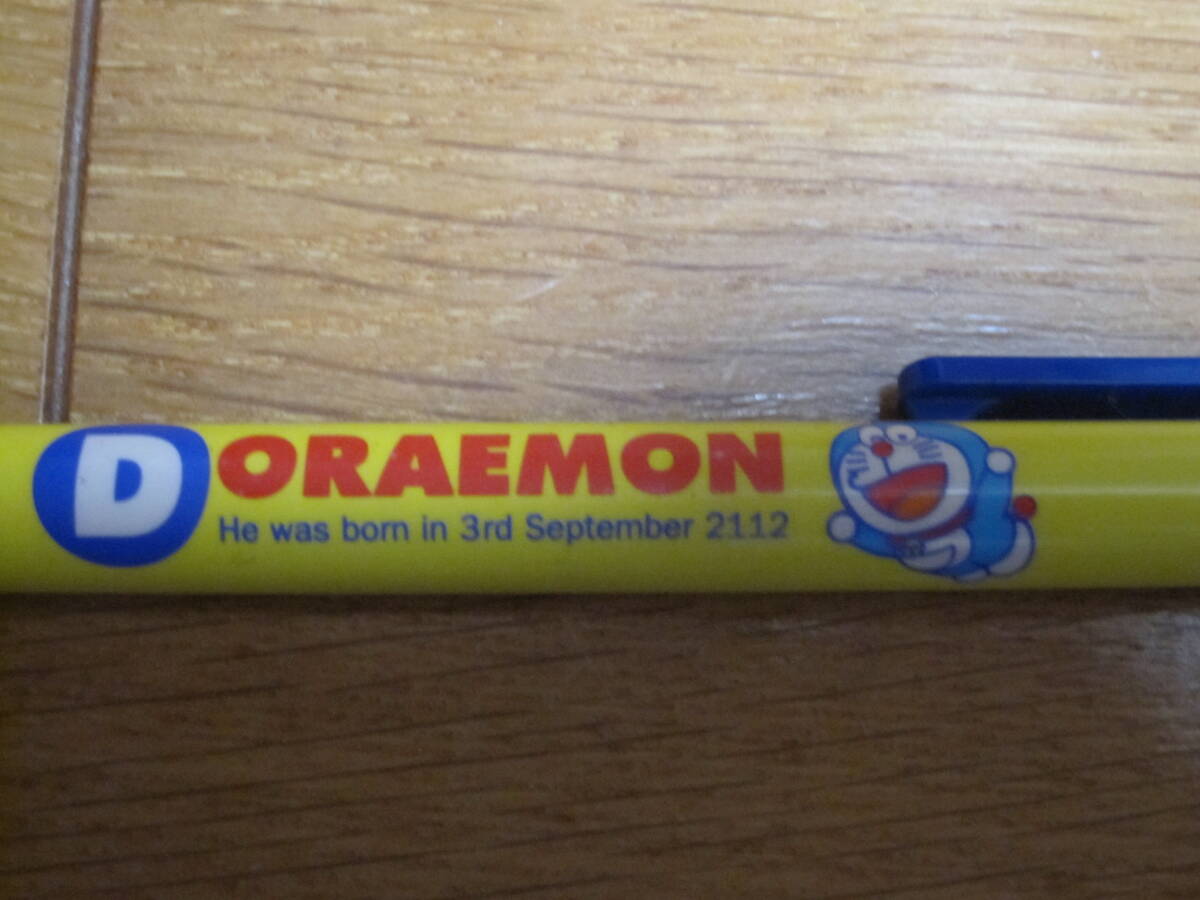 DORAEMON
He was born in 3rd September 2112